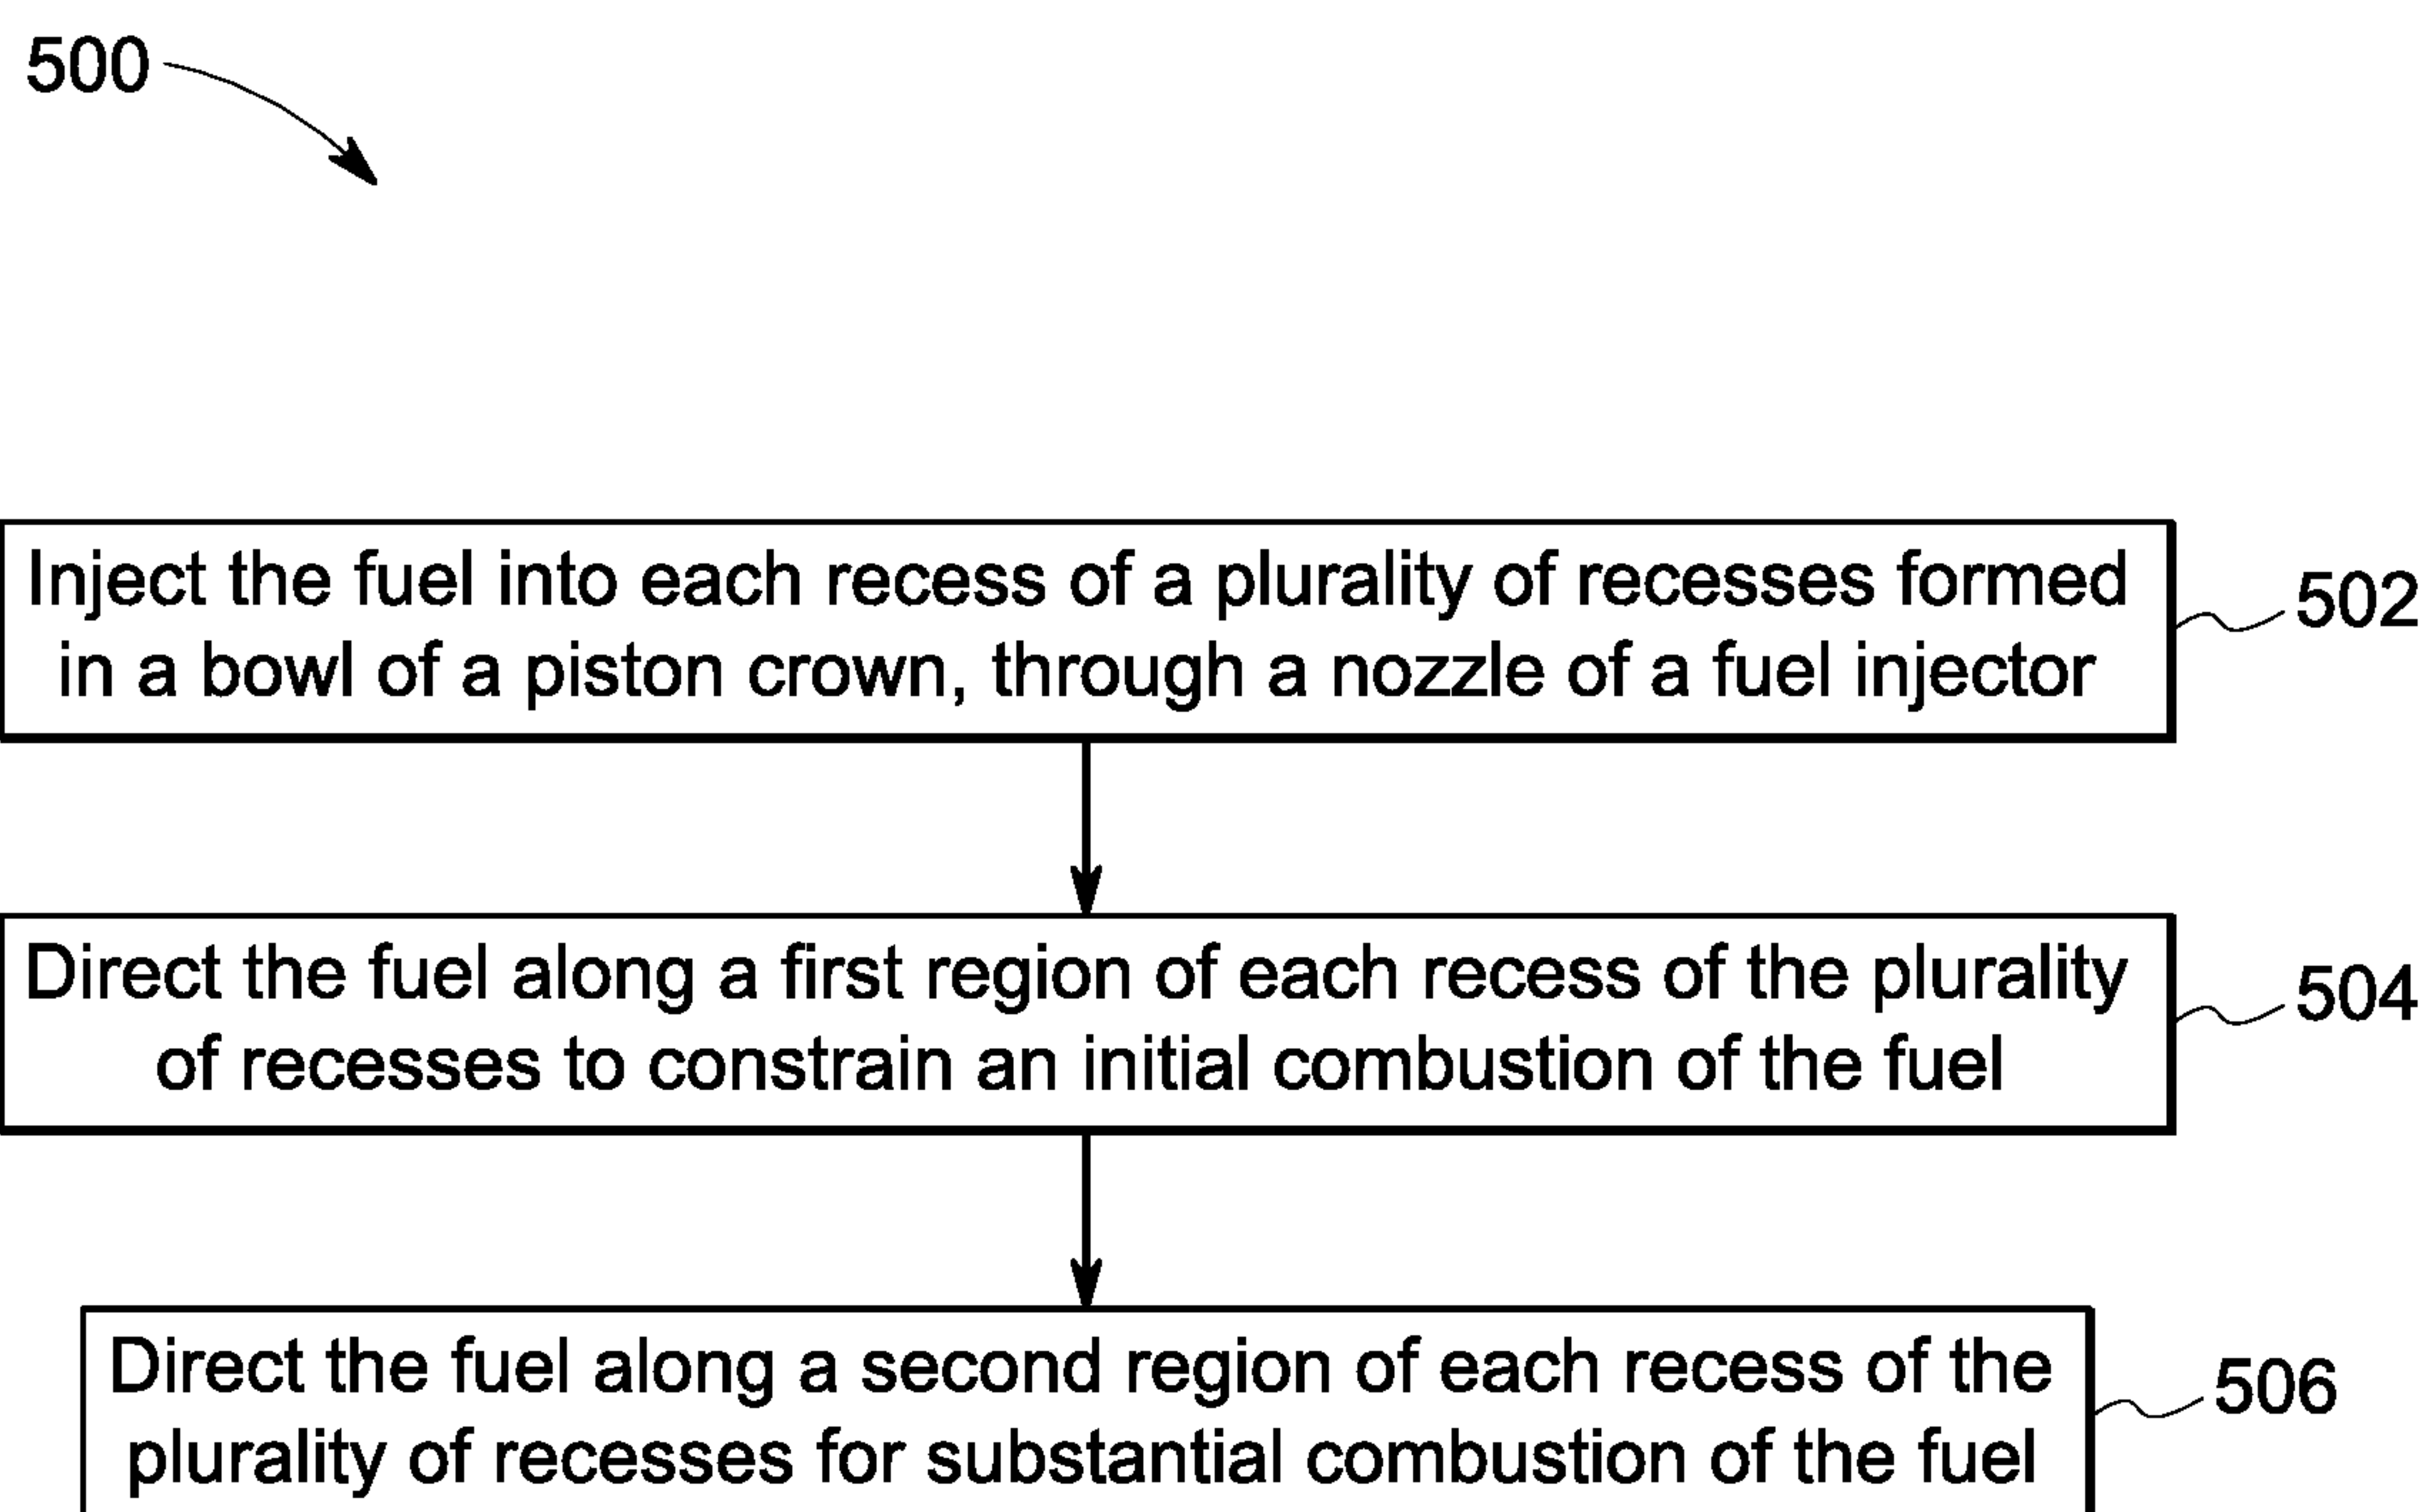 500
Inject the fuel into each recess of a plurality of recesses formed
in a bowl of a piston crown, through a nozzle of a fuel injector
502
Direct the fuel along a first region of each recess of the plurality
of recesses to constrain an initial combustion of the fuel
504
Direct the fuel along a second region of each recess of the
plurality of recesses for substantial combustion of the fuel
506